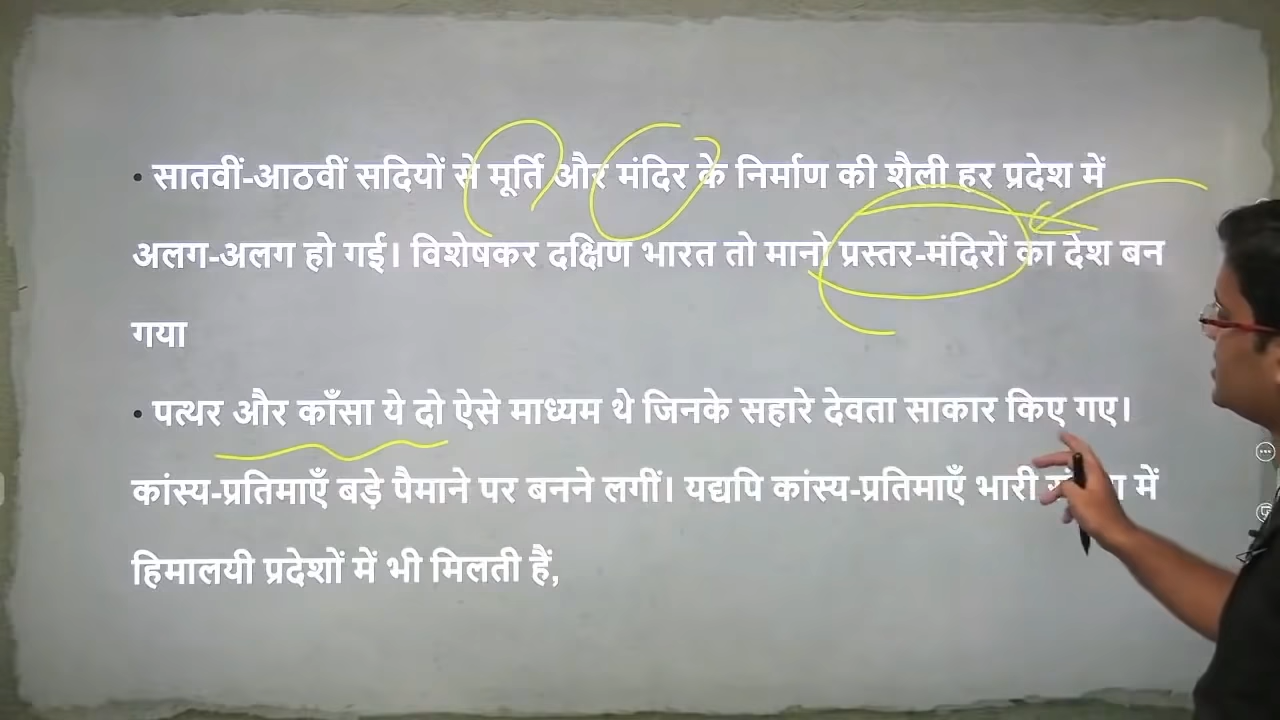 • सातवीं-आठवीं सदियों से मूर्ति और मंदिर के निर्माण की शैली हर प्रदेश में
अलग-अलग हो गई। विशेषकर दक्षिण भारत तो मानो प्रस्तर-मंदिरों का देश बन
गया
• पत्थर और काँसा ये दो ऐसे माध्यम थे जिनके सहारे देवता साकार किए गए।
कांस्य-प्रतिमाएँ बड़े पैमाने पर बनने लगीं। यद्यपि कांस्य-प्रतिमाएँ भारी में
हिमालयी प्रदेशों में भी मिलती हैं,